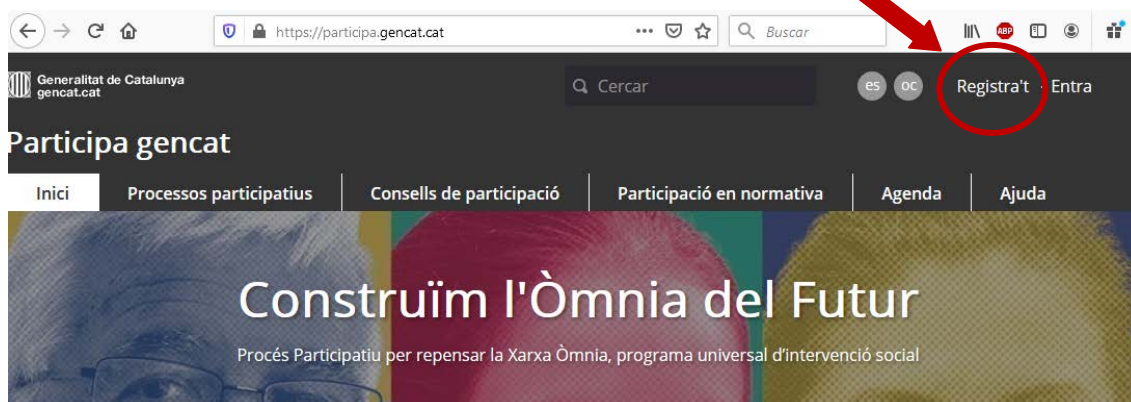 https://participa.gencat.cat
Buscar
ABP
Generalitat de Catalunya
gencat.cat
Cercar
es
oc
Registra't · Entra
Participa gencat
Inici
Processos participatius
Consells de participació
Participació en normativa
Agenda
Ajuda
Construïm l'Òmnia del Futur
Procés Participatiu per repensar la Xarxa Òmnia, programa universal d'intervenció social